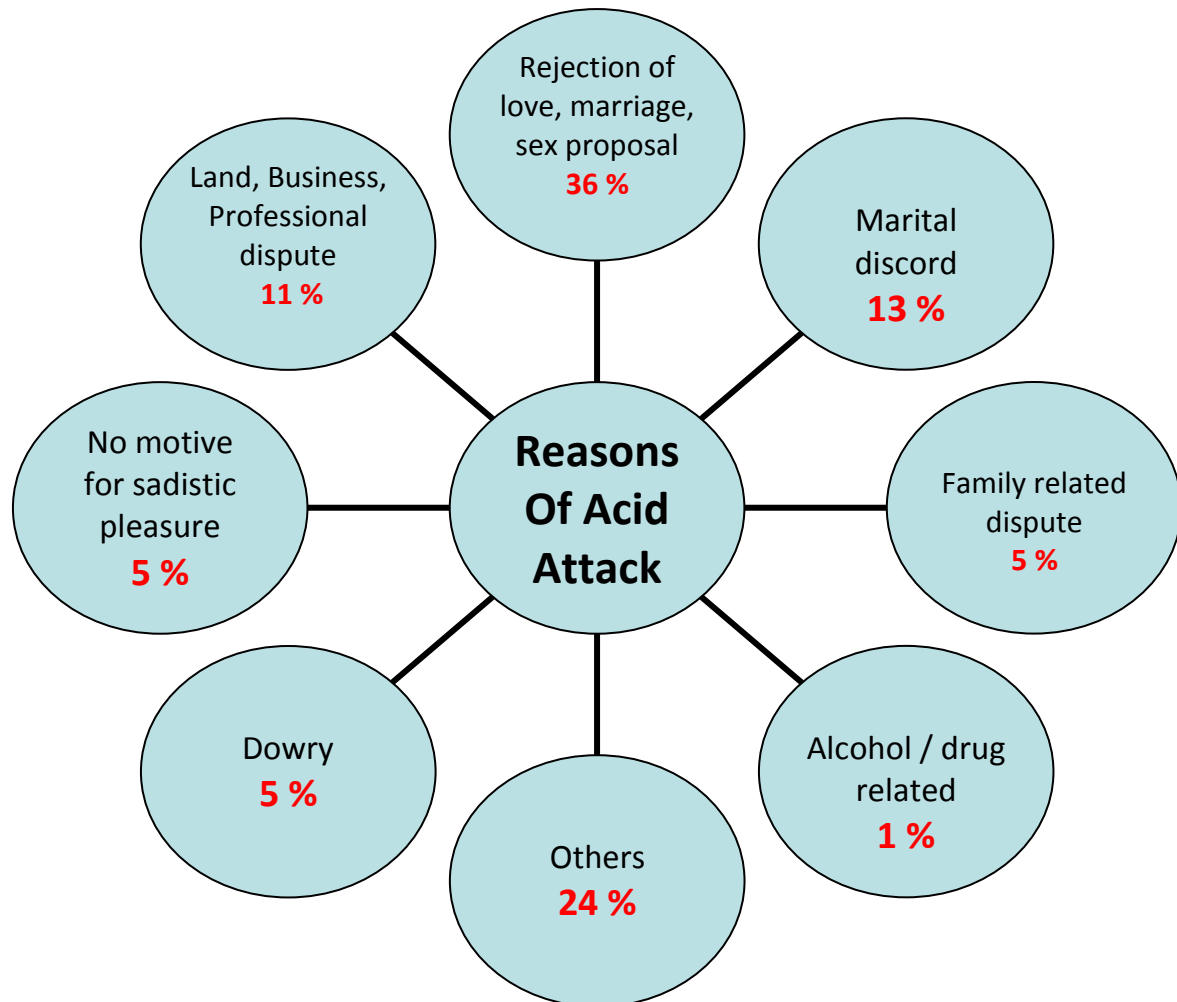 Rejection of
love, marriage,
sex proposal
36 %
Marital
discord
13 %
Family related
dispute
5 %
Alcohol / drug
related
1 %
Others
24 %
Dowry
5 %
No motive
for sadistic
pleasure
5 %
Land, Business,
Professional
dispute
11 %
Reasons
Of Acid
Attack